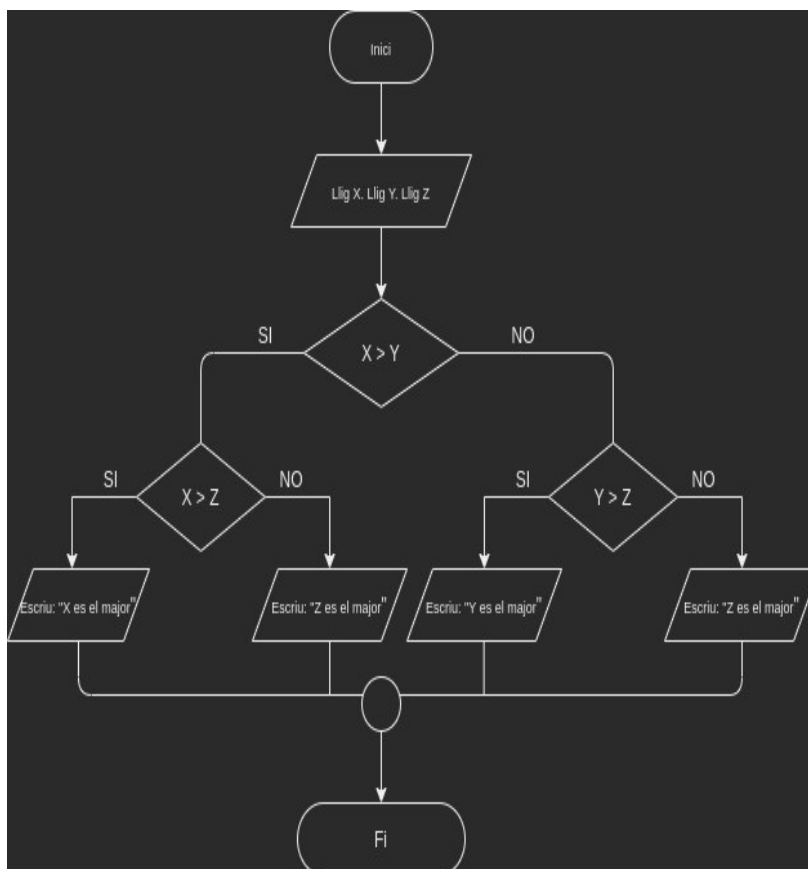 Inici
Llig X. Llig Y. Llig Z
SI
X > Y
NO
SI
X > Z
NO
SI
Y > Z
NO
Escriu: "X es el major"
Escriu: "Z es el major"
Escriu: "Y es el major"
Escriu: "Z es el major"
Fi